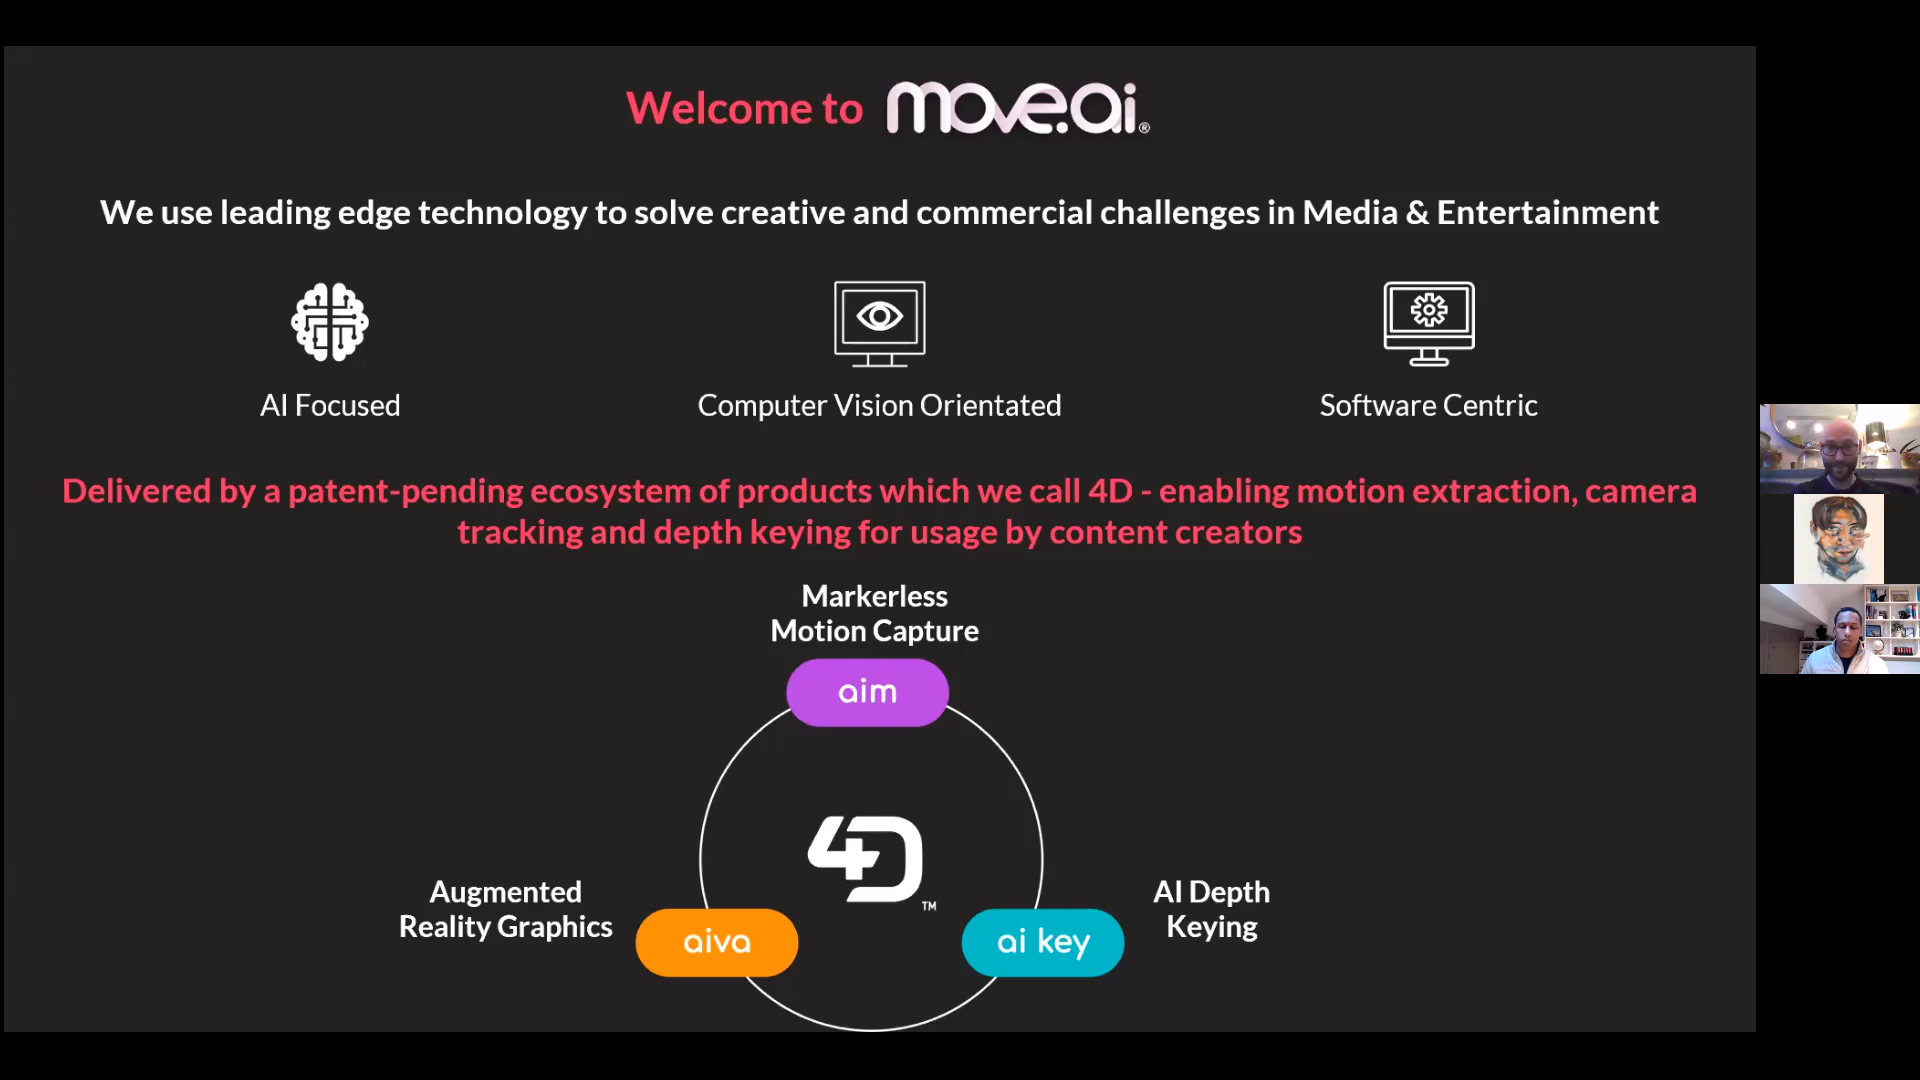 Welcome to move.ai®
We use leading edge technology to solve creative and commercial challenges in Media & Entertainment
AI Focused
Computer Vision Orientated
Software Centric
Delivered by a patent-pending ecosystem of products which we call 4D - enabling motion extraction, camera
tracking and depth keying for usage by content creators
Markerless
Motion Capture
aim
4D™
Augmented
Reality Graphics
aiva
ai key
AI Depth
Keying